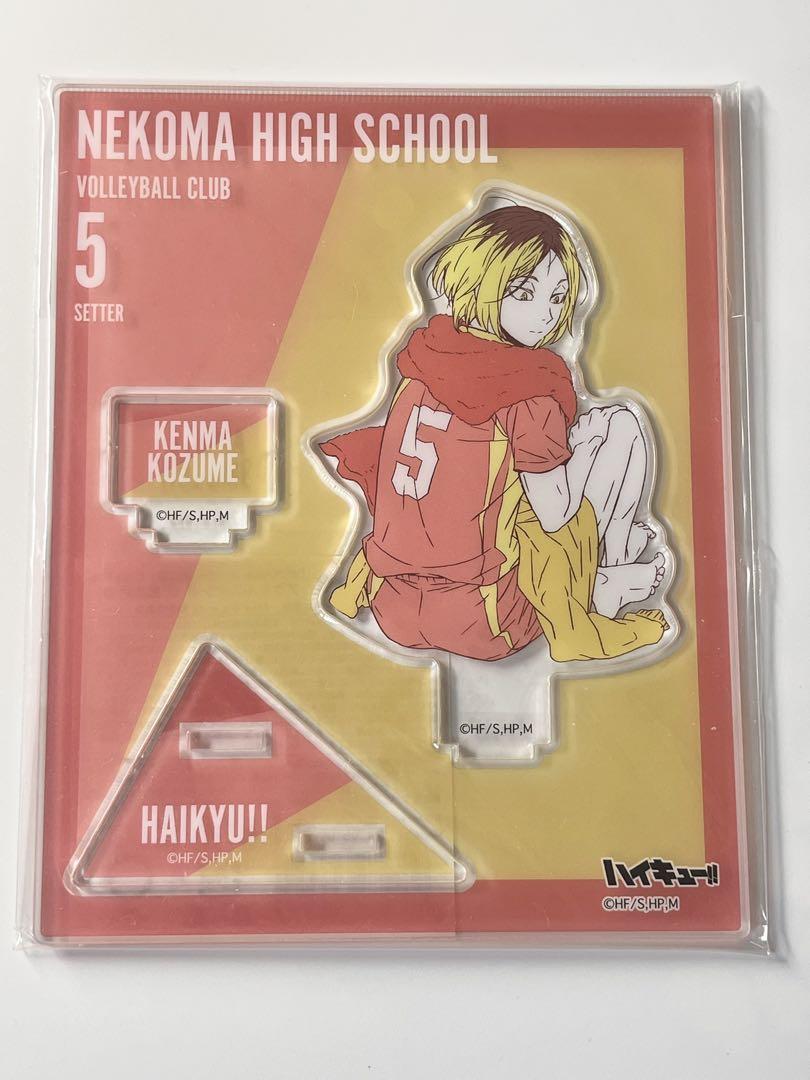 NEKOMA HIGH SCHOOL
VOLLEYBALL CLUB
5
SETTER
5
KENMA
KOZUME
©HF/S,HP,M
©HF/S,HP,M
HAIKYU!!
©HF/S,HP,M
ハイキュー!!
©HF/S,HP,M